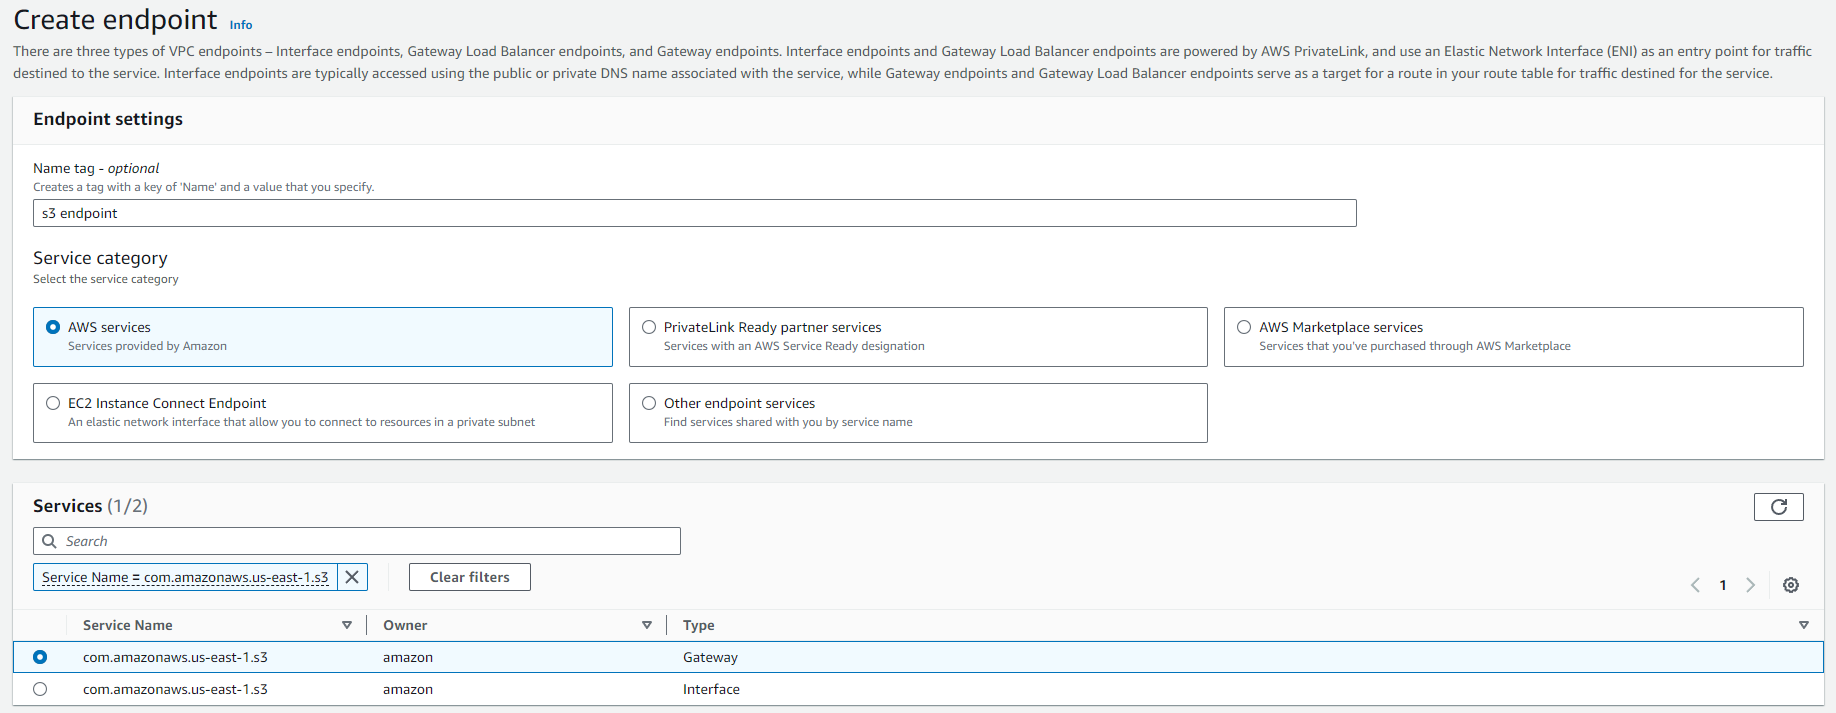 Create endpoint Info
There are three types of VPC endpoints – Interface endpoints, Gateway Load Balancer endpoints, and Gateway endpoints. Interface endpoints and Gateway Load Balancer endpoints are powered by AWS PrivateLink, and use an Elastic Network Interface (ENI) as an entry point for traffic
destined to the service. Interface endpoints are typically accessed using the public or private DNS name associated with the service, while Gateway endpoints and Gateway Load Balancer endpoints serve as a target for a route in your route table for traffic destined for the service.
Endpoint settings
Name tag - optional
Creates a tag with a key of 'Name' and a value that you specify.
s3 endpoint
Service category
Select the service category
AWS services
Services provided by Amazon
PrivateLink Ready partner services
Services with an AWS Service Ready designation
AWS Marketplace services
Services that you've purchased through AWS Marketplace
EC2 Instance Connect Endpoint
An elastic network interface that allow you to connect to resources in a private subnet
Other endpoint services
Find services shared with you by service name
Services (1/2)
Search
Service Name = com.amazonaws.us-east-1.s3
Clear filters
1
Service Name Owner Type
com.amazonaws.us-east-1.s3 amazon Gateway
com.amazonaws.us-east-1.s3 amazon Interface